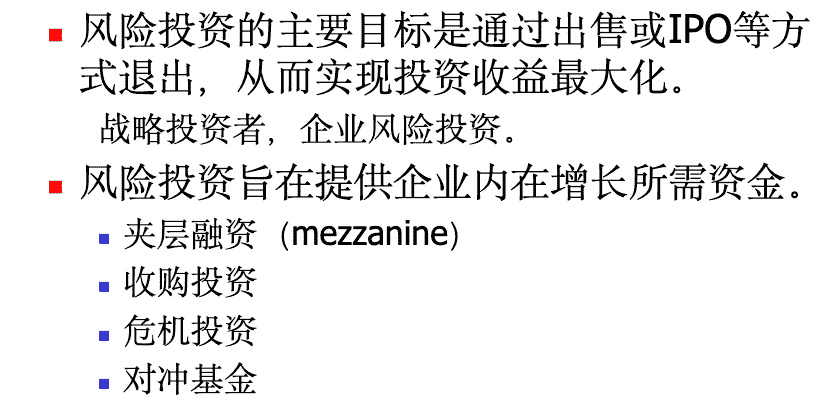 风险投资的主要目标是通过出售或IPO等方
式退出，从而实现投资收益最大化。
战略投资者，企业风险投资。
风险投资旨在提供企业内在增长所需资金。
夹层融资（mezzanine）
收购投资
危机投资
对冲基金